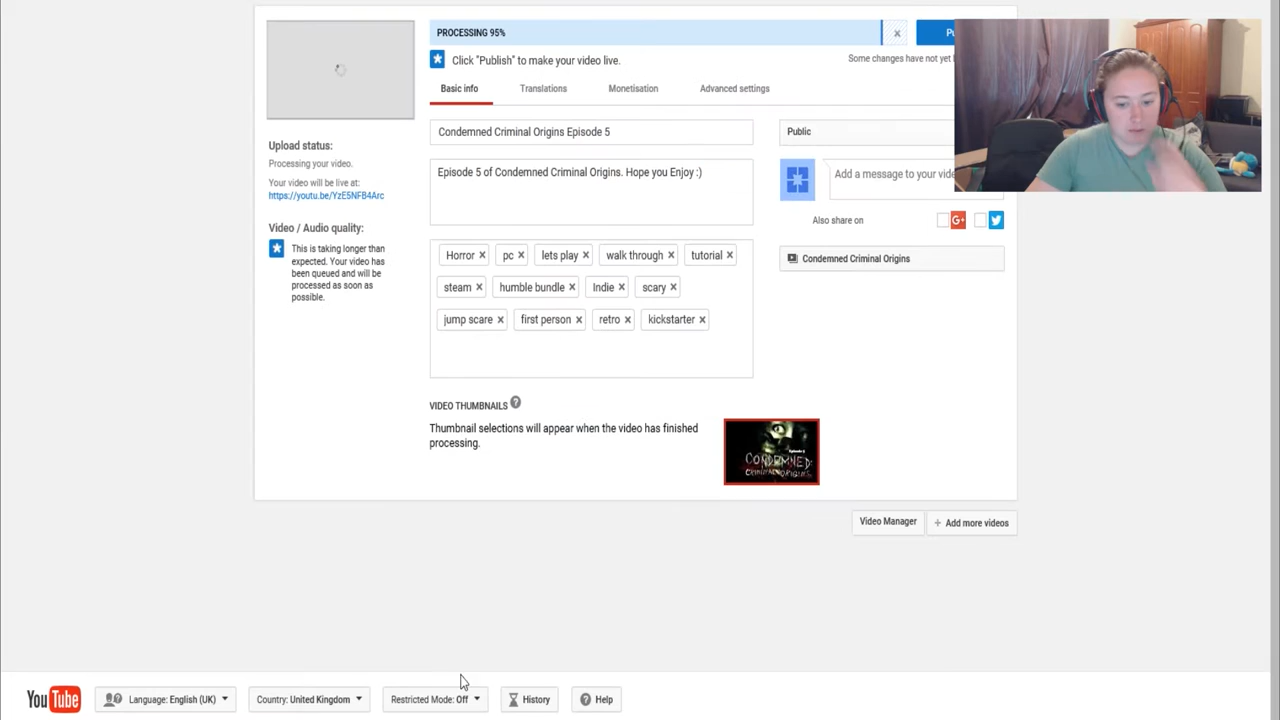 PROCESSING 95%
Click "Publish" to make your video live.
Some changes have not yet
Basic info
Translations
Monetisation
Advanced settings
Condemned Criminal Origins Episode 5
Public
Upload status:
Processing your video.
Your video will be live at:
https://youtu.be/YzE5NFB4Arc
Episode 5 of Condemned Criminal Origins. Hope you Enjoy :)
Add a message to your
Also share on
G+
Video / Audio quality:
This is taking longer than
expected. Your video has
been queued and will be
processed as soon as
possible.
Horror × pc × lets play × walk through × tutorial ×
steam × humble bundle × Indie × scary ×
jump scare × first person × retro × kickstarter ×
Condemned Criminal Origins
VIDEO THUMBNAILS ?
Thumbnail selections will appear when the video has finished
processing.
CONDEMNED
CRIMINAL ORIGINS
Video Manager
+ Add more videos
YouTube
Language: English (UK)
Country: United Kingdom
Restricted Mode: Off
History
Help